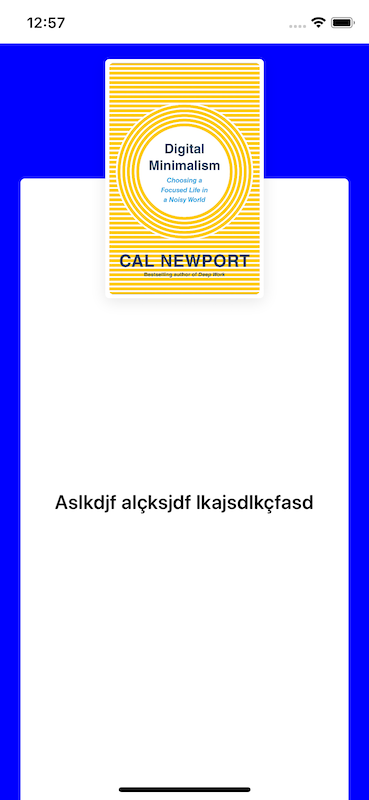 12:57
Digital
Minimalism
Choosing a
Focused Life in
a Noisy World
CAL NEWPORT
Bestselling author of Deep Work
Aslkdjf alçksjdf lkajsdlkçfasd